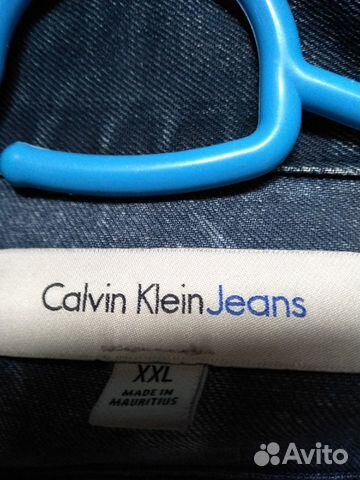 Calvin Klein Jeans
XXL
MADE IN
MAURITIUS
Avito